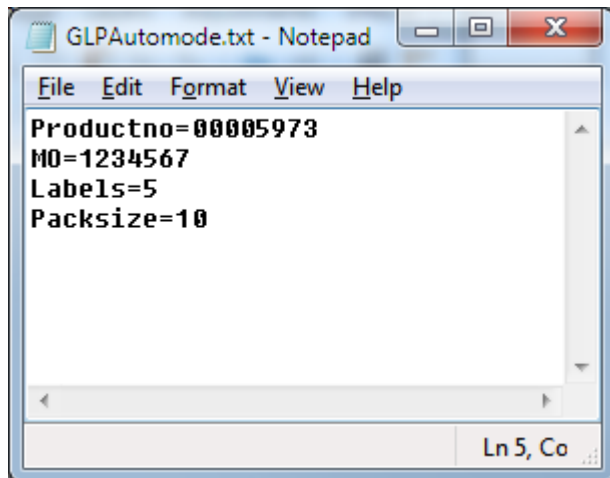 GLPAutomode.txt - Notepad
File Edit Format View Help
Productno=00005973
MO=1234567
Labels=5
Packsize=10
Ln 5, Co